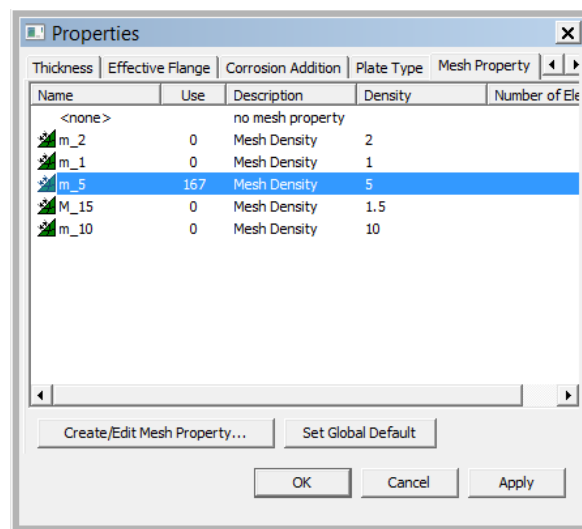 Properties
Thickness Effective Flange Corrosion Addition Plate Type Mesh Property
Name Use Description Density Number of Ele
<none> no mesh property
m_2 0 Mesh Density 2
m_1 0 Mesh Density 1
m_5 167 Mesh Density 5
M_15 0 Mesh Density 1.5
m_10 0 Mesh Density 10
Create/Edit Mesh Property... Set Global Default
OK Cancel Apply